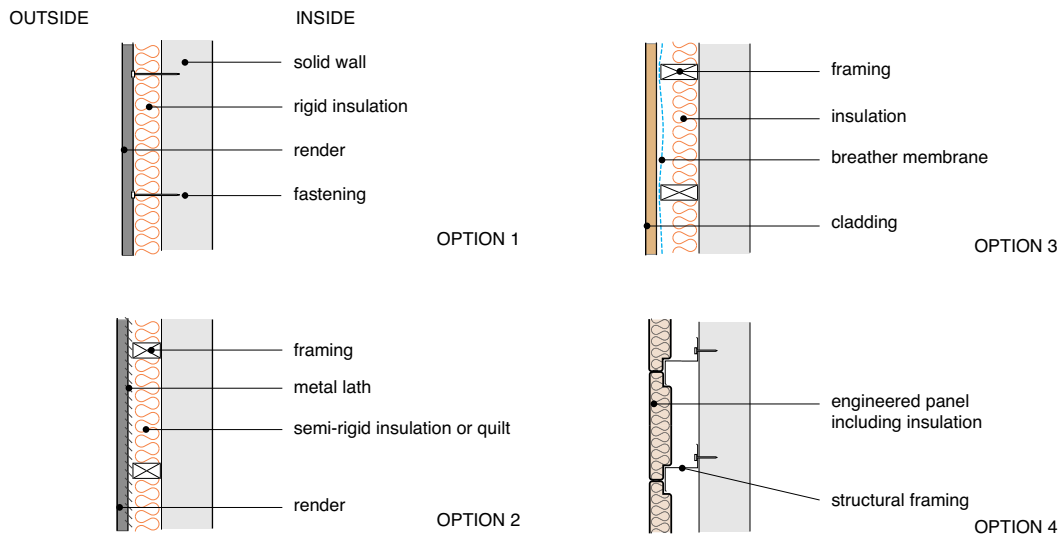 OUTSIDE
INSIDE
solid wall
rigid insulation
render
fastening
OPTION 1
framing
insulation
breather membrane
cladding
OPTION 3
framing
metal lath
semi-rigid insulation or quilt
render
OPTION 2
engineered panel
including insulation
structural framing
OPTION 4